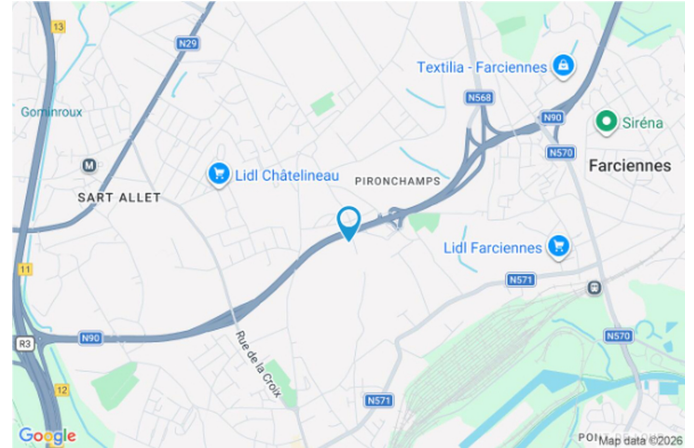 13
N29
Textilia - Farciennes
N568
Gominroux
N90
Siréna
N570
M
Lidl Châtelineau
PIRONCHAMPS
Farciennes
SART ALLET
Lidl Farciennes
11
N571
R3
N90
Rue de la Croix
N570
12
N571
Google
Map data ©2026